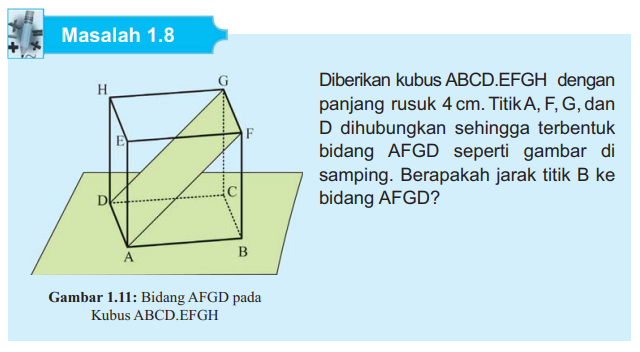 Masalah 1.8
H
G
E
F
D
C
A
B
Gambar 1.11: Bidang AFGD pada
Kubus ABCD.EFGH
Diberikan kubus ABCD.EFGH dengan
panjang rusuk 4 cm. Titik A, F, G, dan
D dihubungkan sehingga terbentuk
bidang AFGD seperti gambar di
samping. Berapakah jarak titik B ke
bidang AFGD?